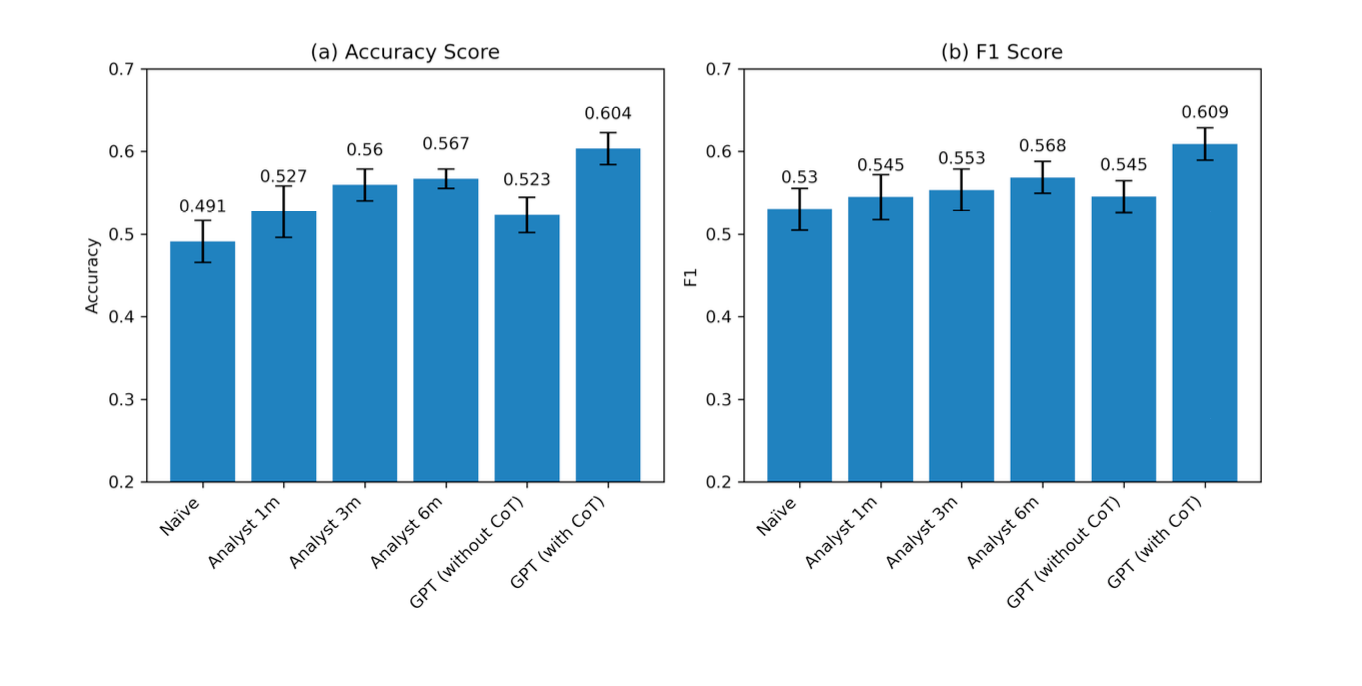 (a) Accuracy Score
0.7
0.6
0.5
0.4
0.3
0.2
Accuracy
0.491
0.527
0.56
0.567
0.523
0.604
Naïve
Analyst 1m
Analyst 3m
Analyst 6m
GPT (without CoT)
GPT (with CoT)
(b) F1 Score
0.7
0.6
0.5
0.4
0.3
0.2
F1
0.53
0.545
0.553
0.568
0.545
0.609
Naïve
Analyst 1m
Analyst 3m
Analyst 6m
GPT (without CoT)
GPT (with CoT)